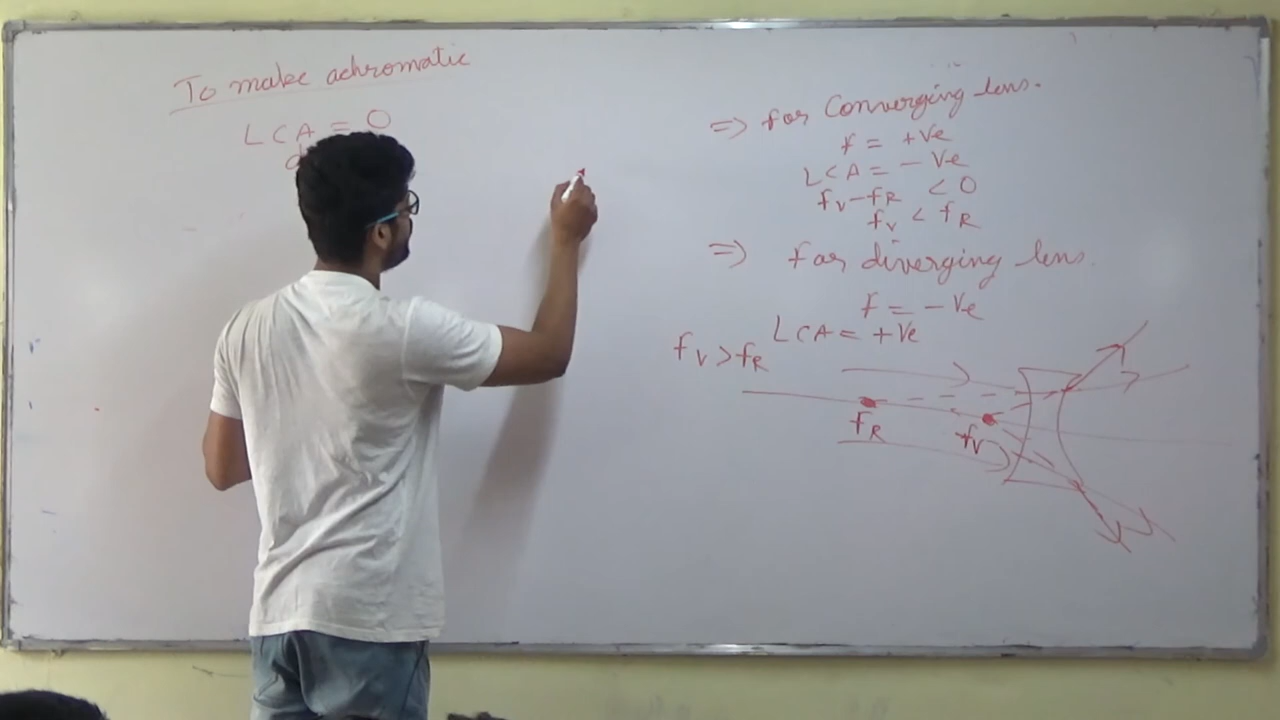 To make achromatic
LCA = 0
d
⇒ for Converging lens.
f = +Ve
LCA = -Ve
fV-fR < 0
fV < fR
⇒ for diverging lens.
f = -Ve
LCA = +Ve
fV > fR
fR
fV